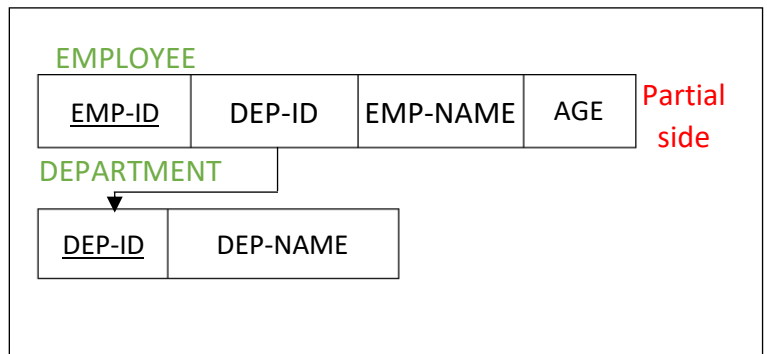 EMPLOYEE
EMP-ID DEP-ID EMP-NAME AGE
Partial
side
DEPARTMENT
DEP-ID DEP-NAME